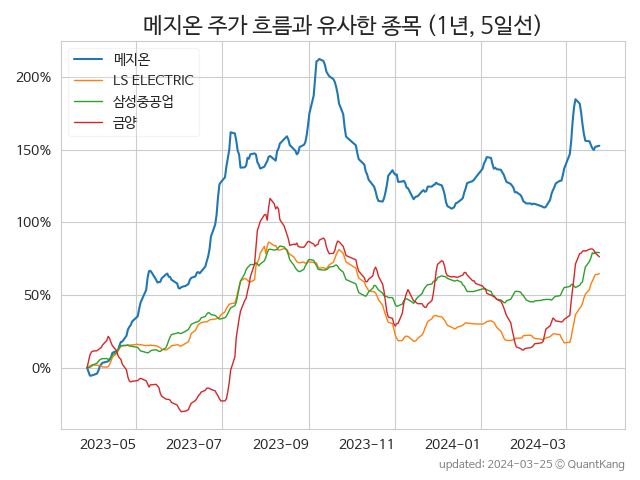 메지온 주가 흐름과 유사한 종목 (1년, 5일선)
메지온
LS ELECTRIC
삼성중공업
금양
200%
150%
100%
50%
0%
2023-05 2023-07 2023-09 2023-11 2024-01 2024-03
updated: 2024-03-25 © QuantKang